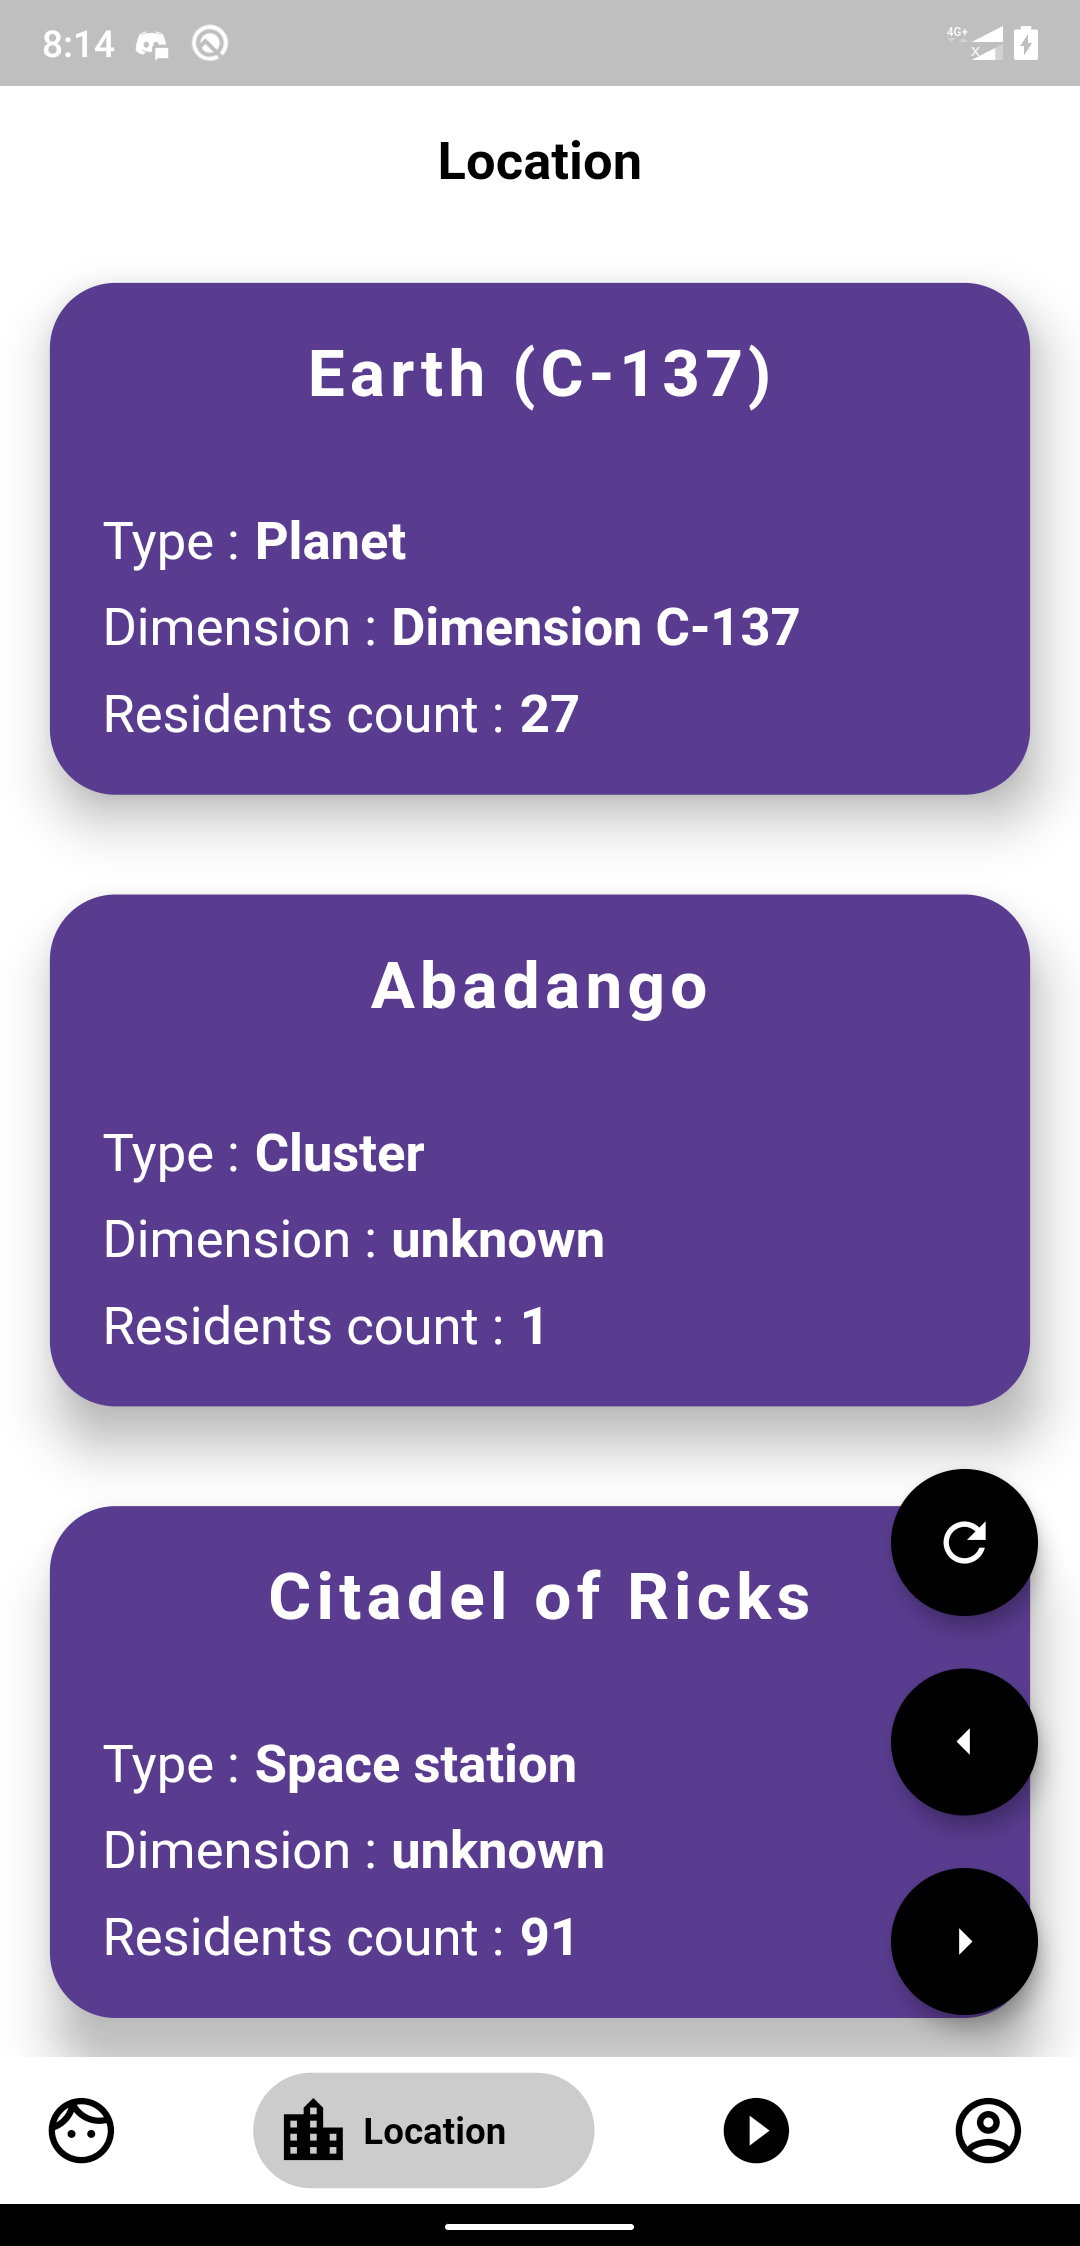 8:14
4G+
Location
Earth (C-137)
Type : Planet
Dimension : Dimension C-137
Residents count : 27
Abadango
Type : Cluster
Dimension : unknown
Residents count : 1
Citadel of Ricks
Type : Space station
Dimension : unknown
Residents count : 91
Location